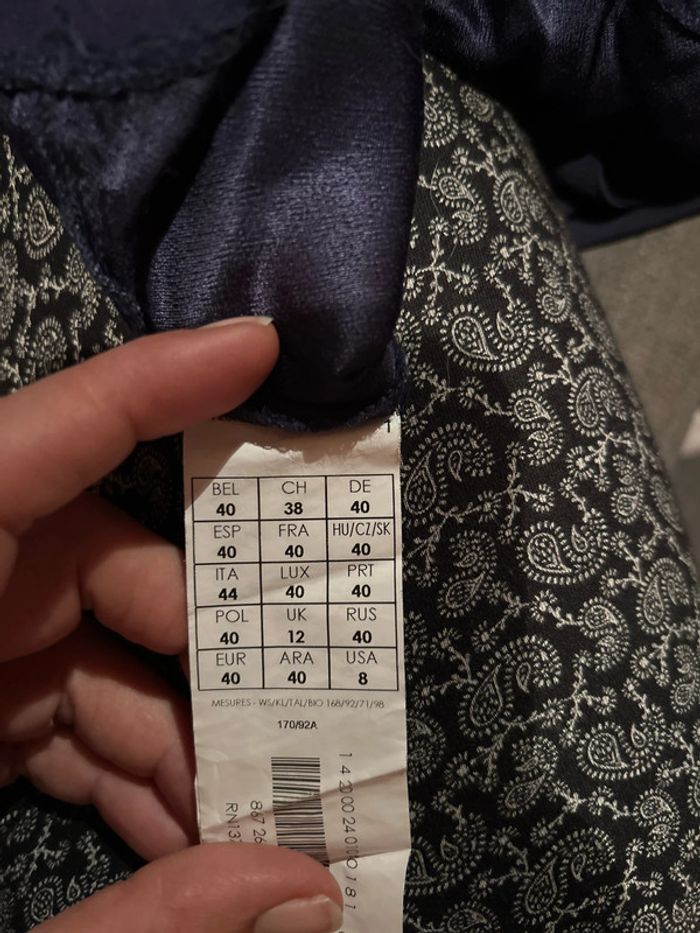 BEL CH DE
40 38 40
ESP FRA HU/CZ/SK
40 40 40
ITA LUX PRT
44 40 40
POL UK RUS
40 12 40
EUR ARA USA
40 40 8
MESURES - WS/KL/TAL/BIO 168/92/71/98
170/92A